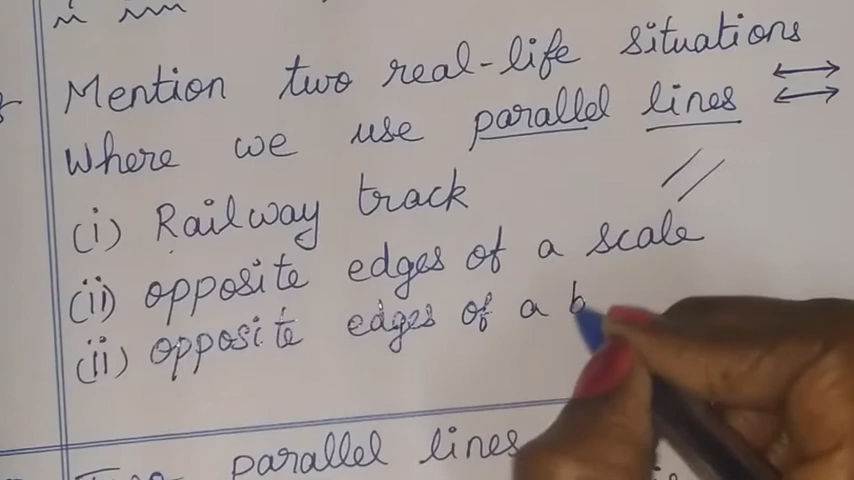 Mention two real-life situations
Where we use parallel lines
(i) Railway track
(ii) opposite edges of a scale
(ii) opposite edges of a b
parallel lines